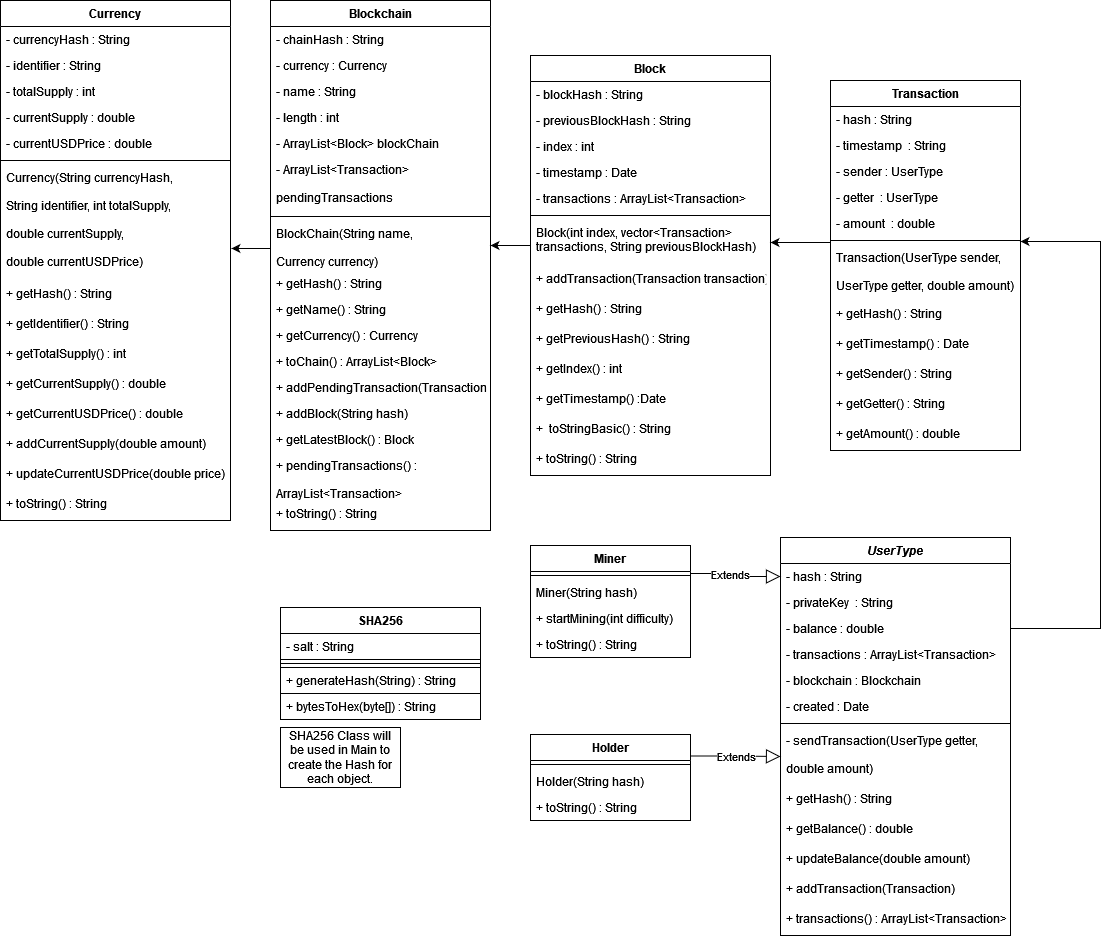 Currency
- currencyHash : String
- identifier : String
- totalSupply : int
- currentSupply : double
- currentUSDPrice : double
Currency(String currencyHash,
String identifier, int totalSupply,
double currentSupply,
double currentUSDPrice)
+ getHash() : String
+ getIdentifier() : String
+ getTotalSupply() : int
+ getCurrentSupply() : double
+ getCurrentUSDPrice() : double
+ addCurrentSupply(double amount)
+ updateCurrentUSDPrice(double price)
+ toString() : String
Blockchain
- chainHash : String
- currency : Currency
- name : String
- length : int
- ArrayList<Block> blockChain
- ArrayList<Transaction>
pendingTransactions
BlockChain(String name,
Currency currency)
+ getHash() : String
+ getName() : String
+ getCurrency() : Currency
+ toChain() : ArrayList<Block>
+ addPendingTransaction(Transaction
+ addBlock(String hash)
+ getLatestBlock() : Block
+ pendingTransactions() :
ArrayList<Transaction>
+ toString() : String
Block
- blockHash : String
- previousBlockHash : String
- index : int
- timestamp : Date
- transactions : ArrayList<Transaction>
Block(int index, vector<Transaction>
transactions, String previousBlockHash)
+ addTransaction(Transaction transaction)
+ getHash() : String
+ getPreviousHash() : String
+ getIndex() : int
+ getTimestamp() :Date
+  toStringBasic() : String
+ toString() : String
Transaction
- hash : String
- timestamp  : String
- sender : UserType
- getter  : UserType
- amount  : double
Transaction(UserType sender,
UserType getter, double amount)
+ getHash() : String
+ getTimestamp() : Date
+ getSender() : String
+ getGetter() : String
+ getAmount() : double
Miner
Miner(String hash)
+ startMining(int difficulty)
+ toString() : String
Extends
UserType
- hash : String
- privateKey  : String
- balance : double
- transactions : ArrayList<Transaction>
- blockchain : Blockchain
- created : Date
- sendTransaction(UserType getter,
double amount)
+ getHash() : String
+ getBalance() : double
+ updateBalance(double amount)
+ addTransaction(Transaction)
+ transactions() : ArrayList<Transaction>
SHA256
- salt : String
+ generateHash(String) : String
+ bytesToHex(byte[]) : String
SHA256 Class will
be used in Main to
create the Hash for
each object.
Holder
Holder(String hash)
+ toString() : String
Extends